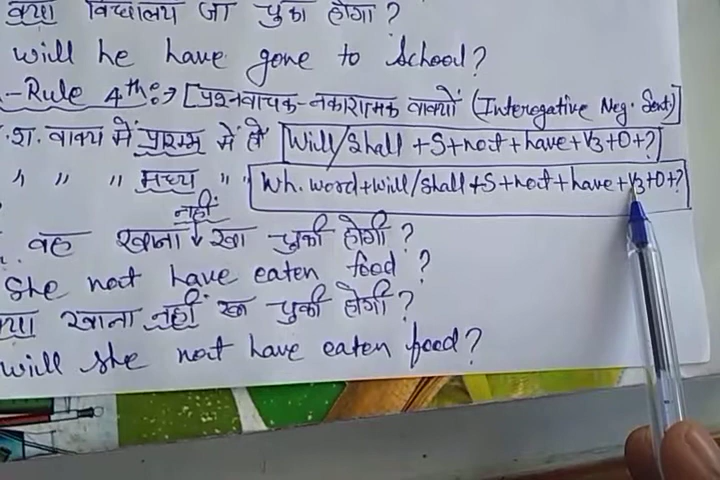 क्या विद्यालय जा चुका होगा ?
will he have gone to School?
-Rule 4th:→ [प्रश्नवाचक-नकारात्मक वाक्यों (Interogative Neg. Sent.)]
श. वाक्य में प्रारम्भ में हो [Will/Shall +S+not+have+V3+O+?]
" " " मध्य " " Wh. word+will/shall+S+not+have+V3+O+?
नहीं
वह खाना ↓ खा चुकी होगी ?
She not have eaten food ?
क्या खाना नहीं खा चुकी होगी ?
will she not have eaten food?